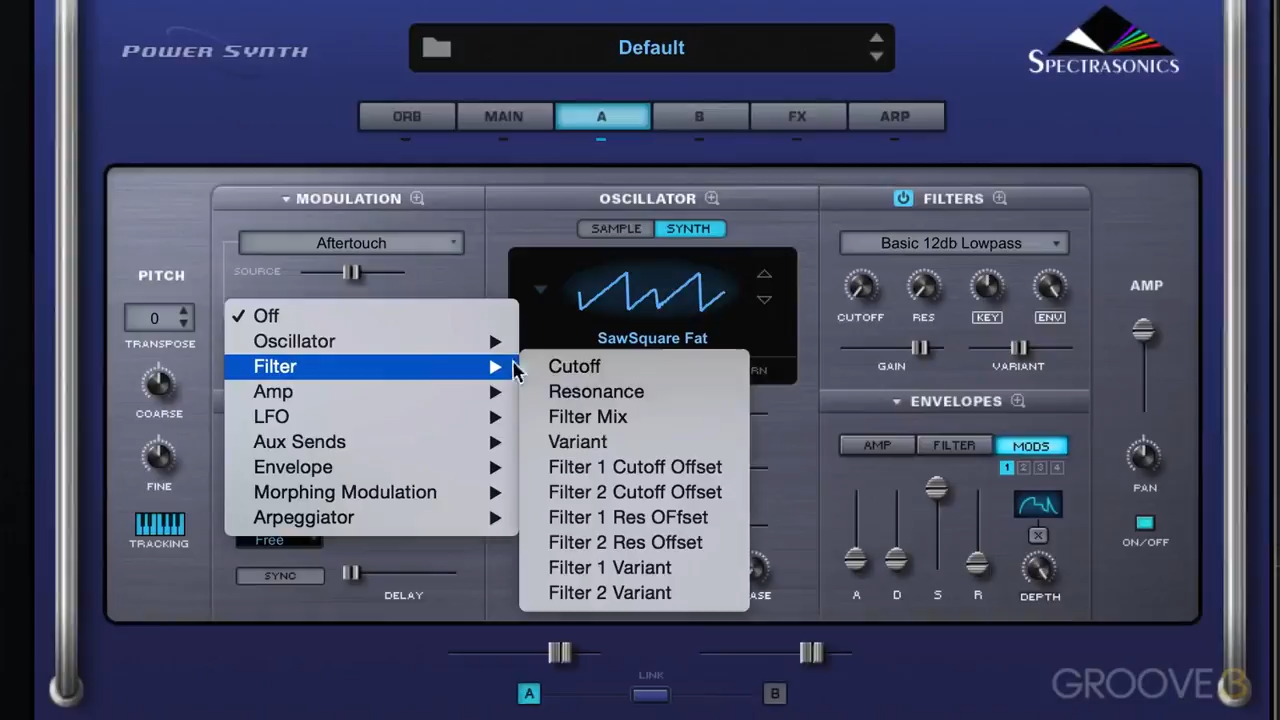 POWER SYNTH
Default
SPECTRASONICS
ORB
MAIN
A
B
FX
ARP
MODULATION
OSCILLATOR
FILTERS
Aftertouch
SAMPLE
SYNTH
Basic 12db Lowpass
SOURCE
PITCH
0
TRANSPOSE
COARSE
FINE
TRACKING
✓ Off
Oscillator
Filter
Amp
LFO
Aux Sends
Envelope
Morphing Modulation
Arpeggiator
Cutoff
Resonance
Filter Mix
Variant
Filter 1 Cutoff Offset
Filter 2 Cutoff Offset
Filter 1 Res OFfset
Filter 2 Res Offset
Filter 1 Variant
Filter 2 Variant
SawSquare Fat
Free
SYNC
DELAY
CUTOFF
RES
KEY
ENV
GAIN
VARIANT
ENVELOPES
AMP
FILTER
MODS
1
2
3
4
X
A
D
S
R
DEPTH
AMP
PAN
ON/OFF
LINK
A
B
GROOVE